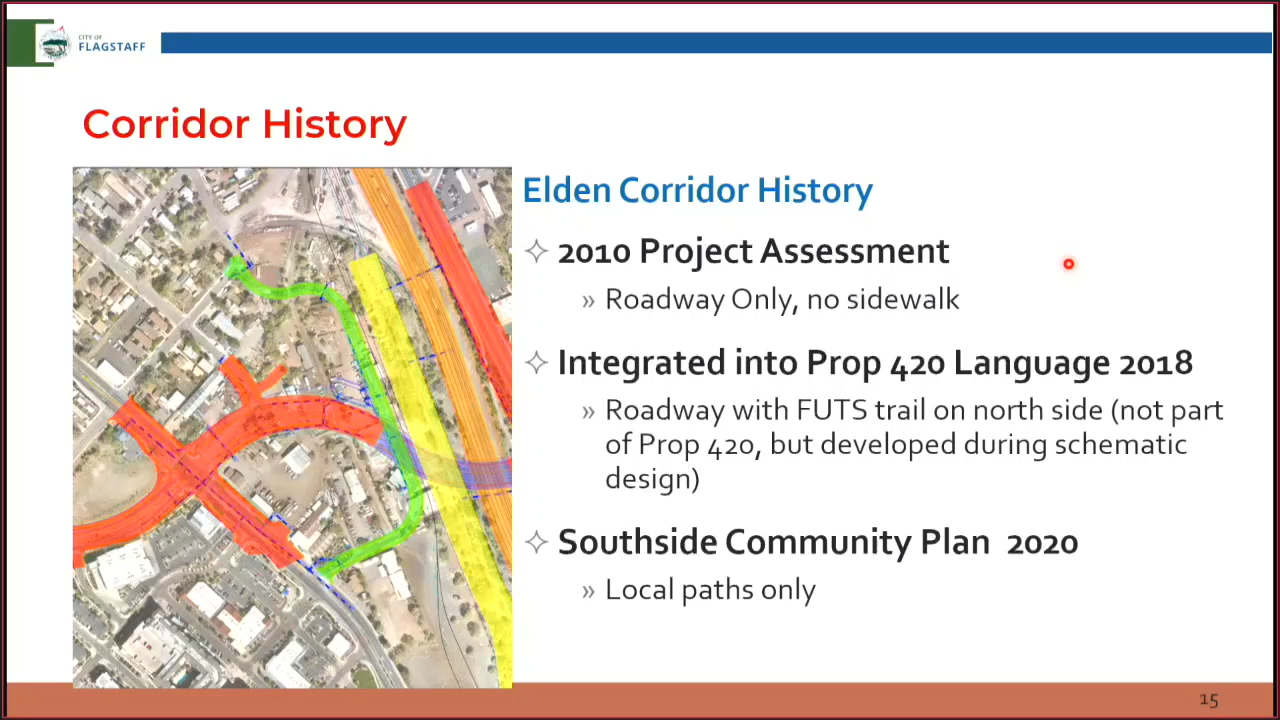 CITY OF
FLAGSTAFF
Corridor History
Elden Corridor History
2010 Project Assessment
» Roadway Only, no sidewalk
Integrated into Prop 420 Language 2018
» Roadway with FUTS trail on north side (not part
of Prop 420, but developed during schematic
design)
Southside Community Plan 2020
» Local paths only
15